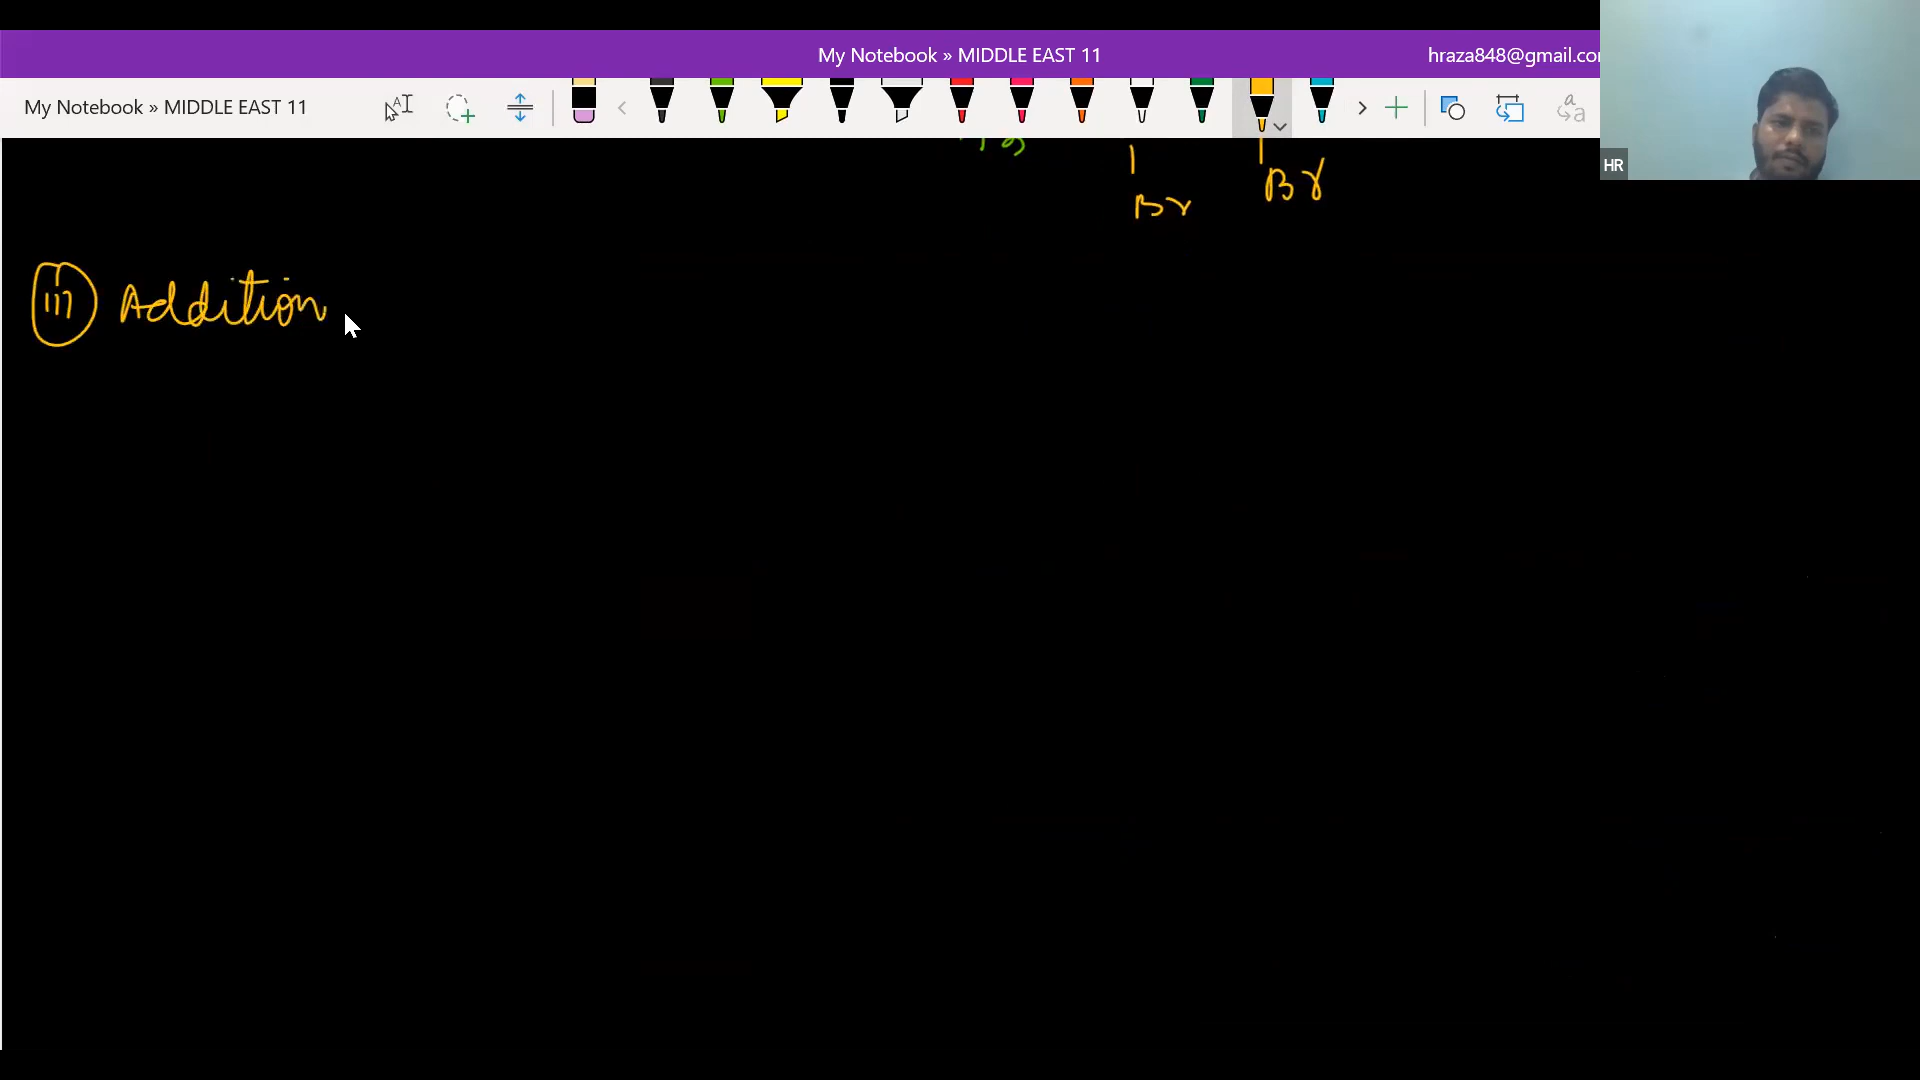 My Notebook » MIDDLE EAST 11
hraza848@gmail.co
My Notebook » MIDDLE EAST 11
HR
Br Br
(iii) Addition